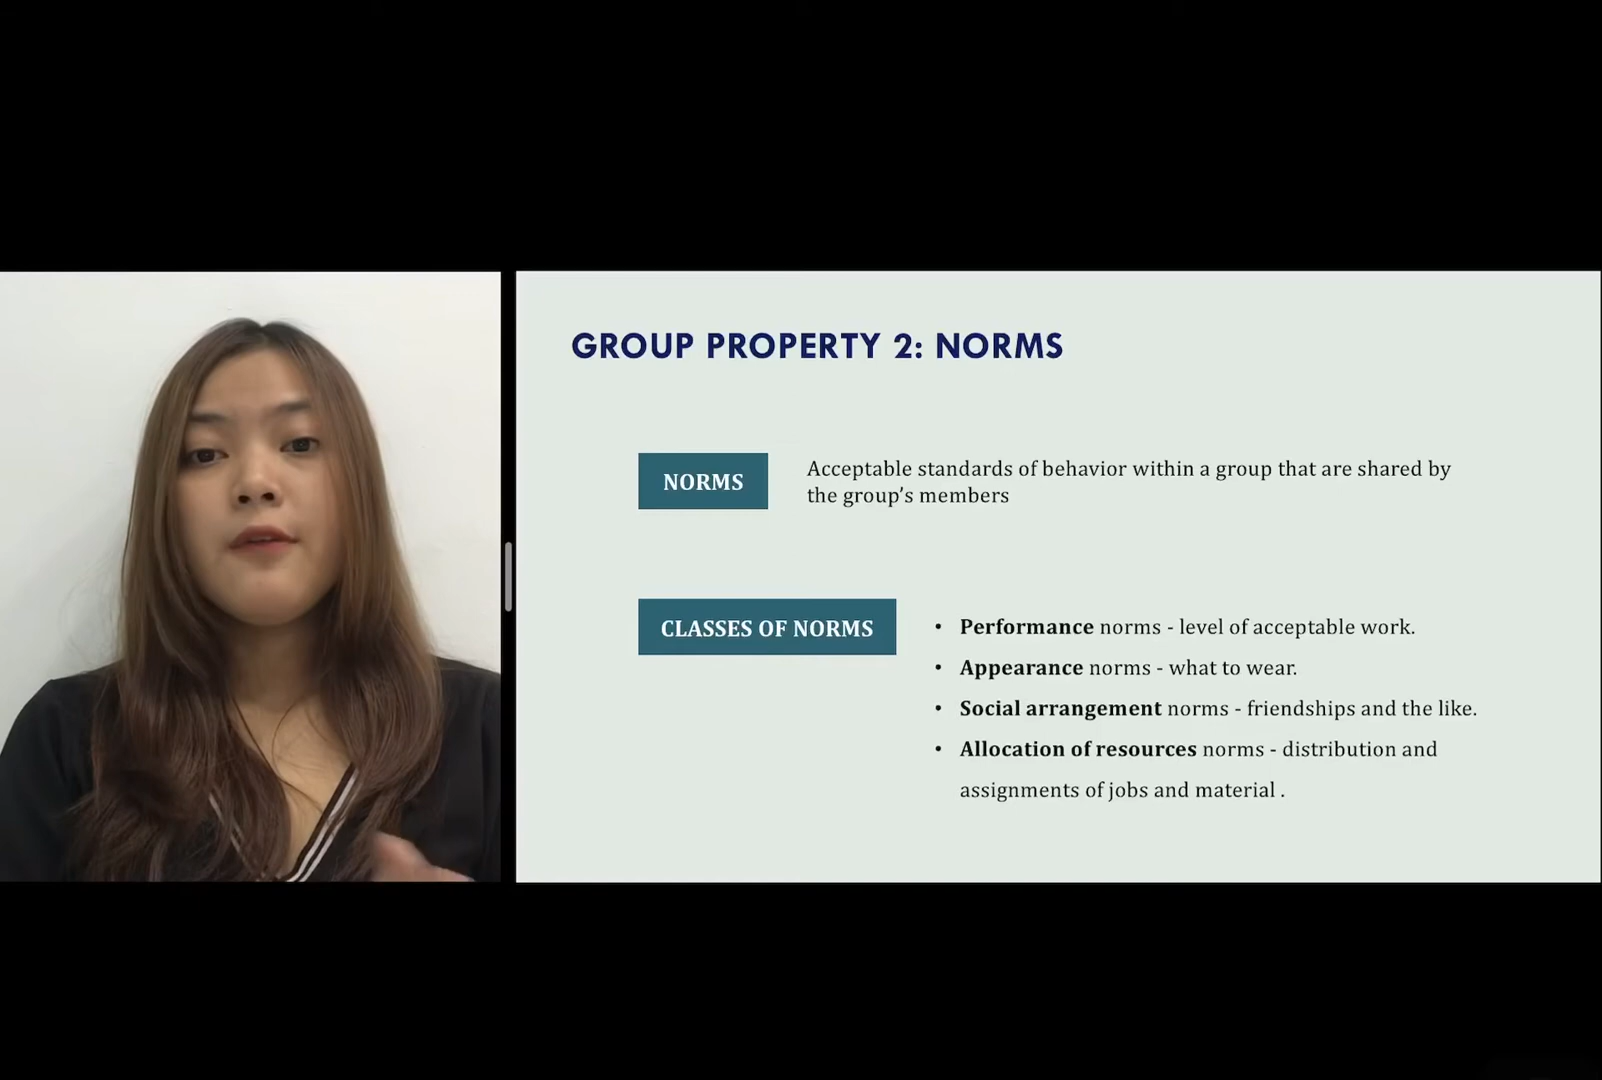 GROUP PROPERTY 2: NORMS
NORMS
Acceptable standards of behavior within a group that are shared by
the group’s members
CLASSES OF NORMS
• Performance norms - level of acceptable work.
• Appearance norms - what to wear.
• Social arrangement norms - friendships and the like.
• Allocation of resources norms - distribution and
assignments of jobs and material .